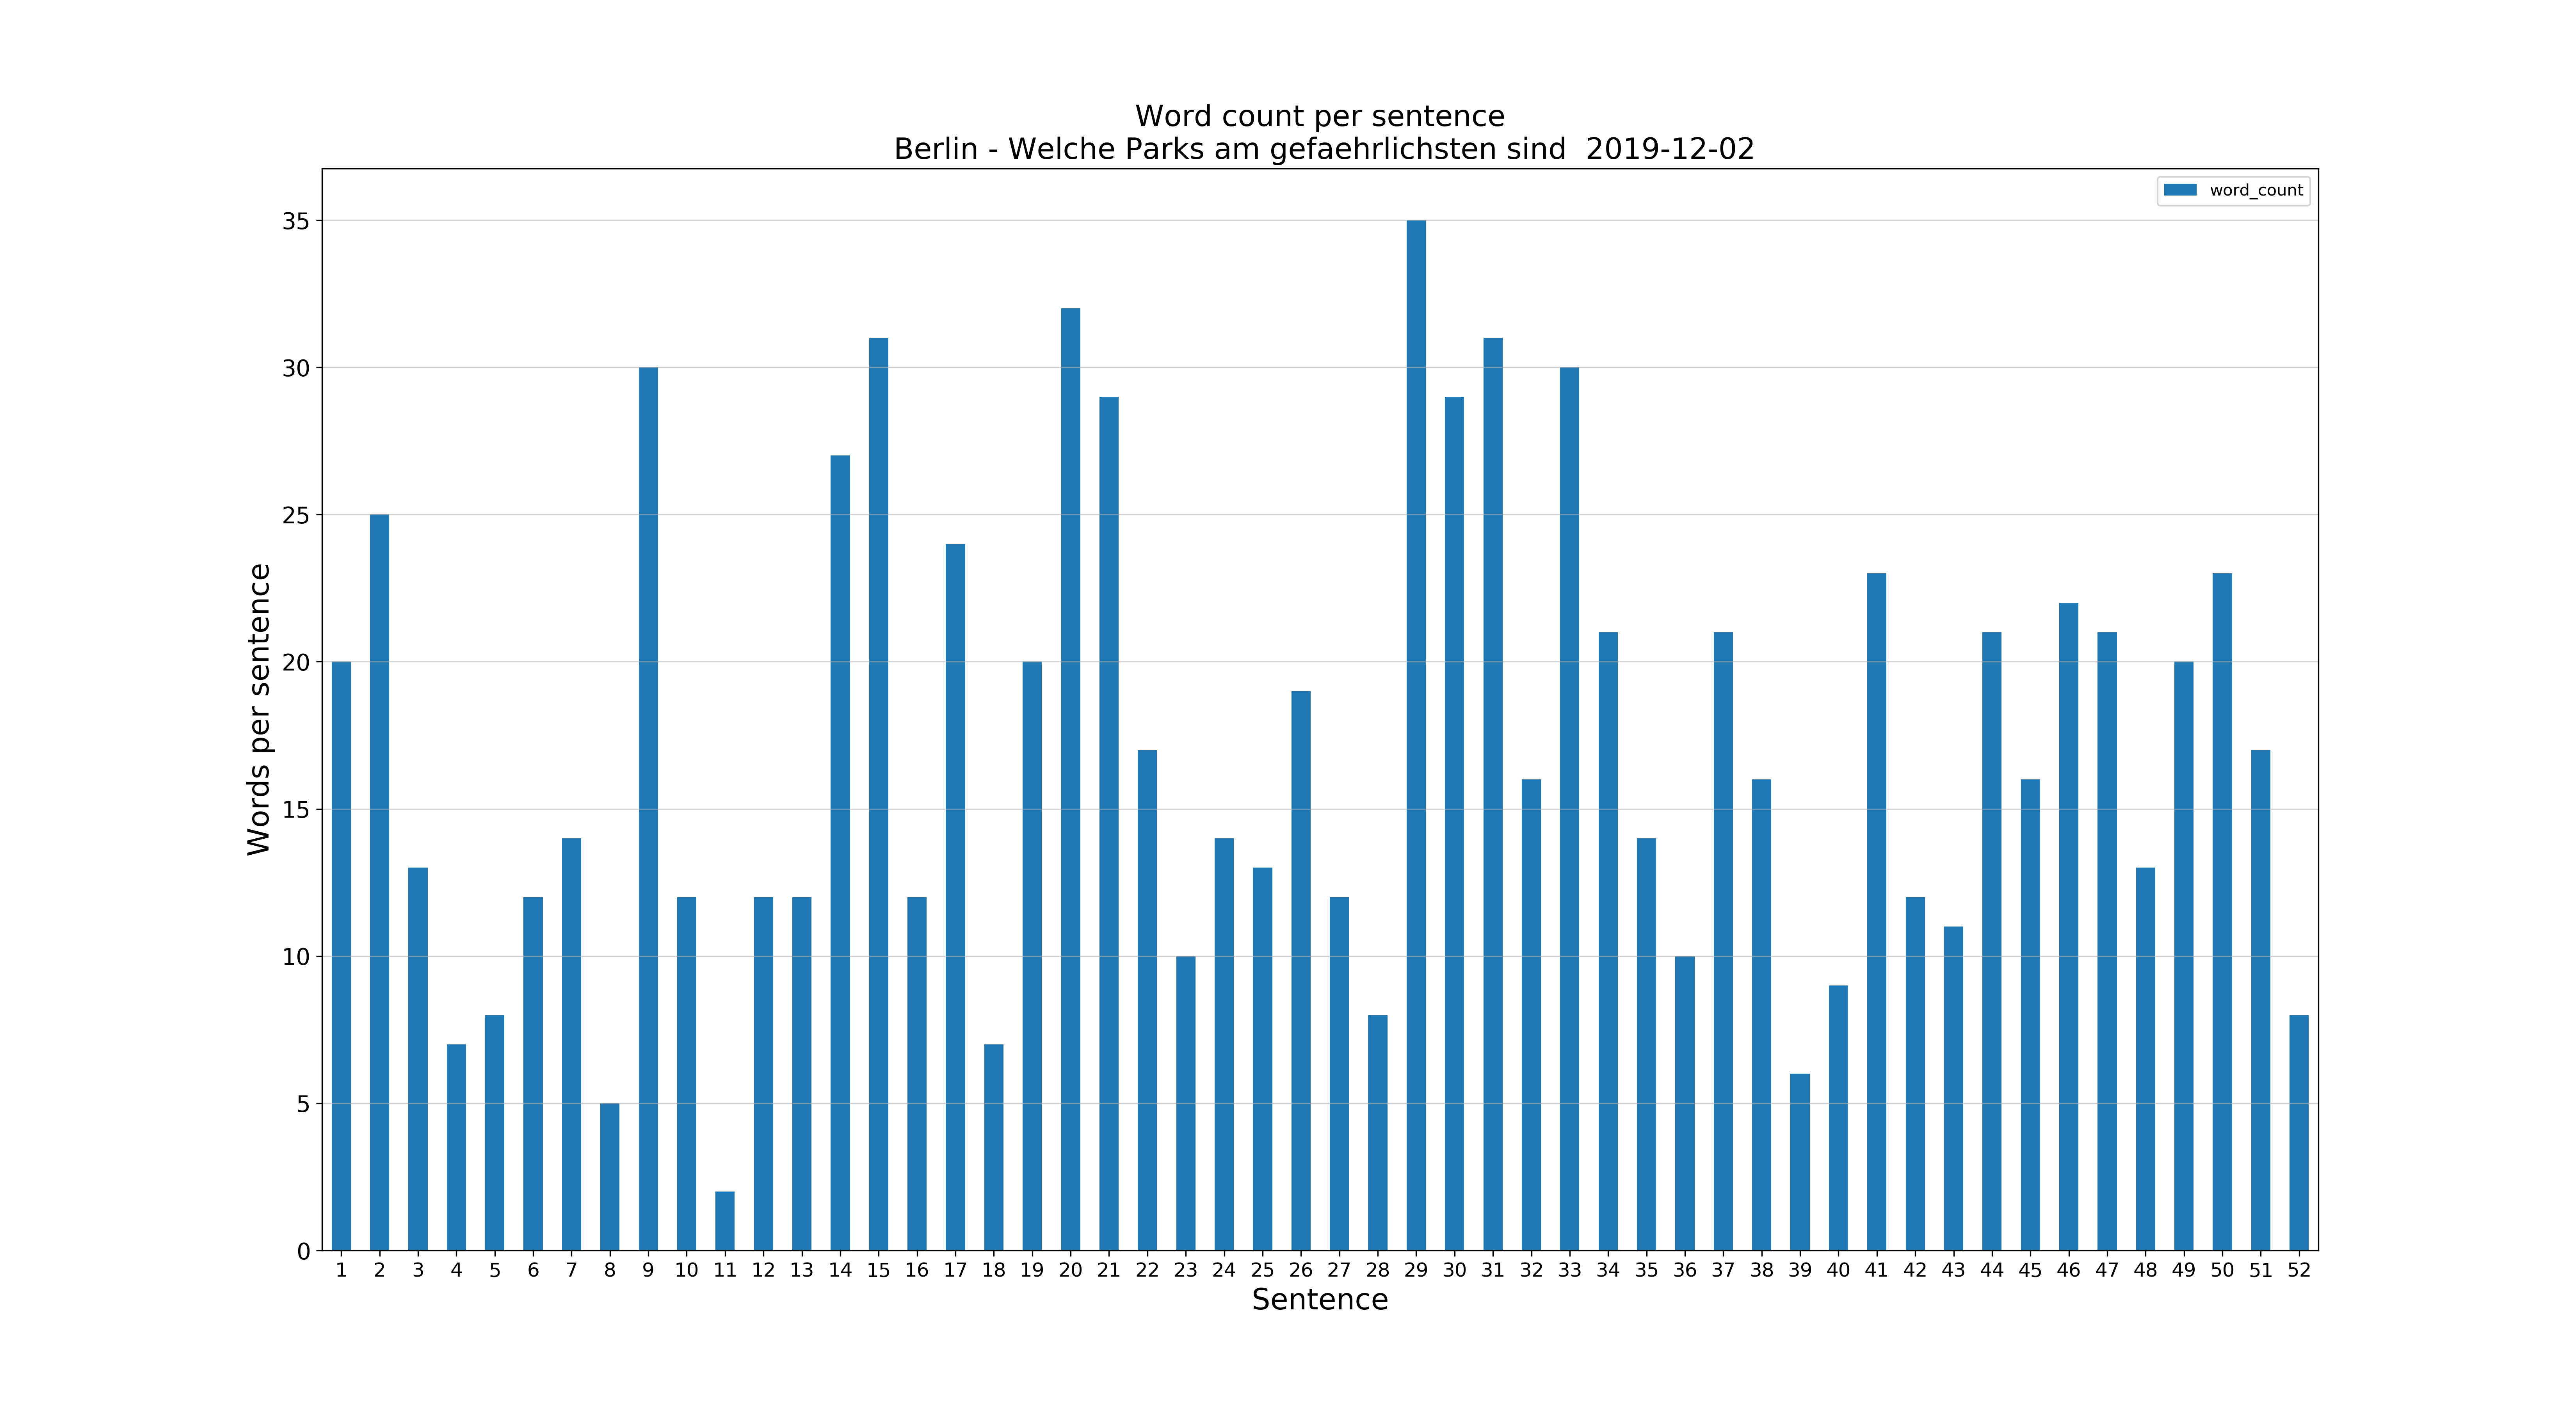 Word count per sentence
Berlin - Welche Parks am gefaehrlichsten sind  2019-12-02
word_count
35
30
25
20
15
10
5
0
Words per sentence
1 2 3 4 5 6 7 8 9 10 11 12 13 14 15 16 17 18 19 20 21 22 23 24 25 26 27 28 29 30 31 32 33 34 35 36 37 38 39 40 41 42 43 44 45 46 47 48 49 50 51 52
Sentence